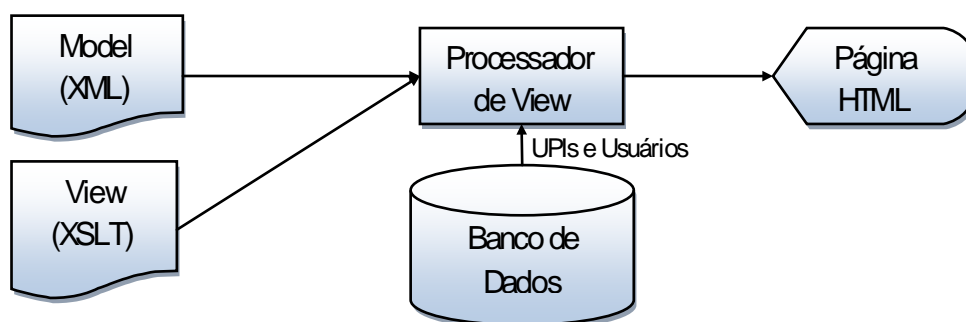 Model
(XML)
Processador
de View
Página
HTML
UPIs e Usuários
View
(XSLT)
Banco de
Dados